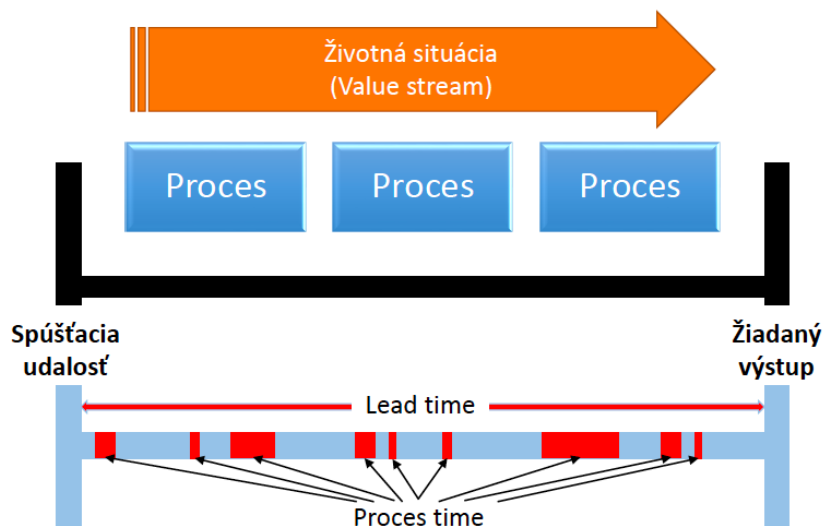 Životná situácia
(Value stream)
Proces
Proces
Proces
Spúšťacia
udalosť
Žiadaný
výstup
Lead time
Proces time